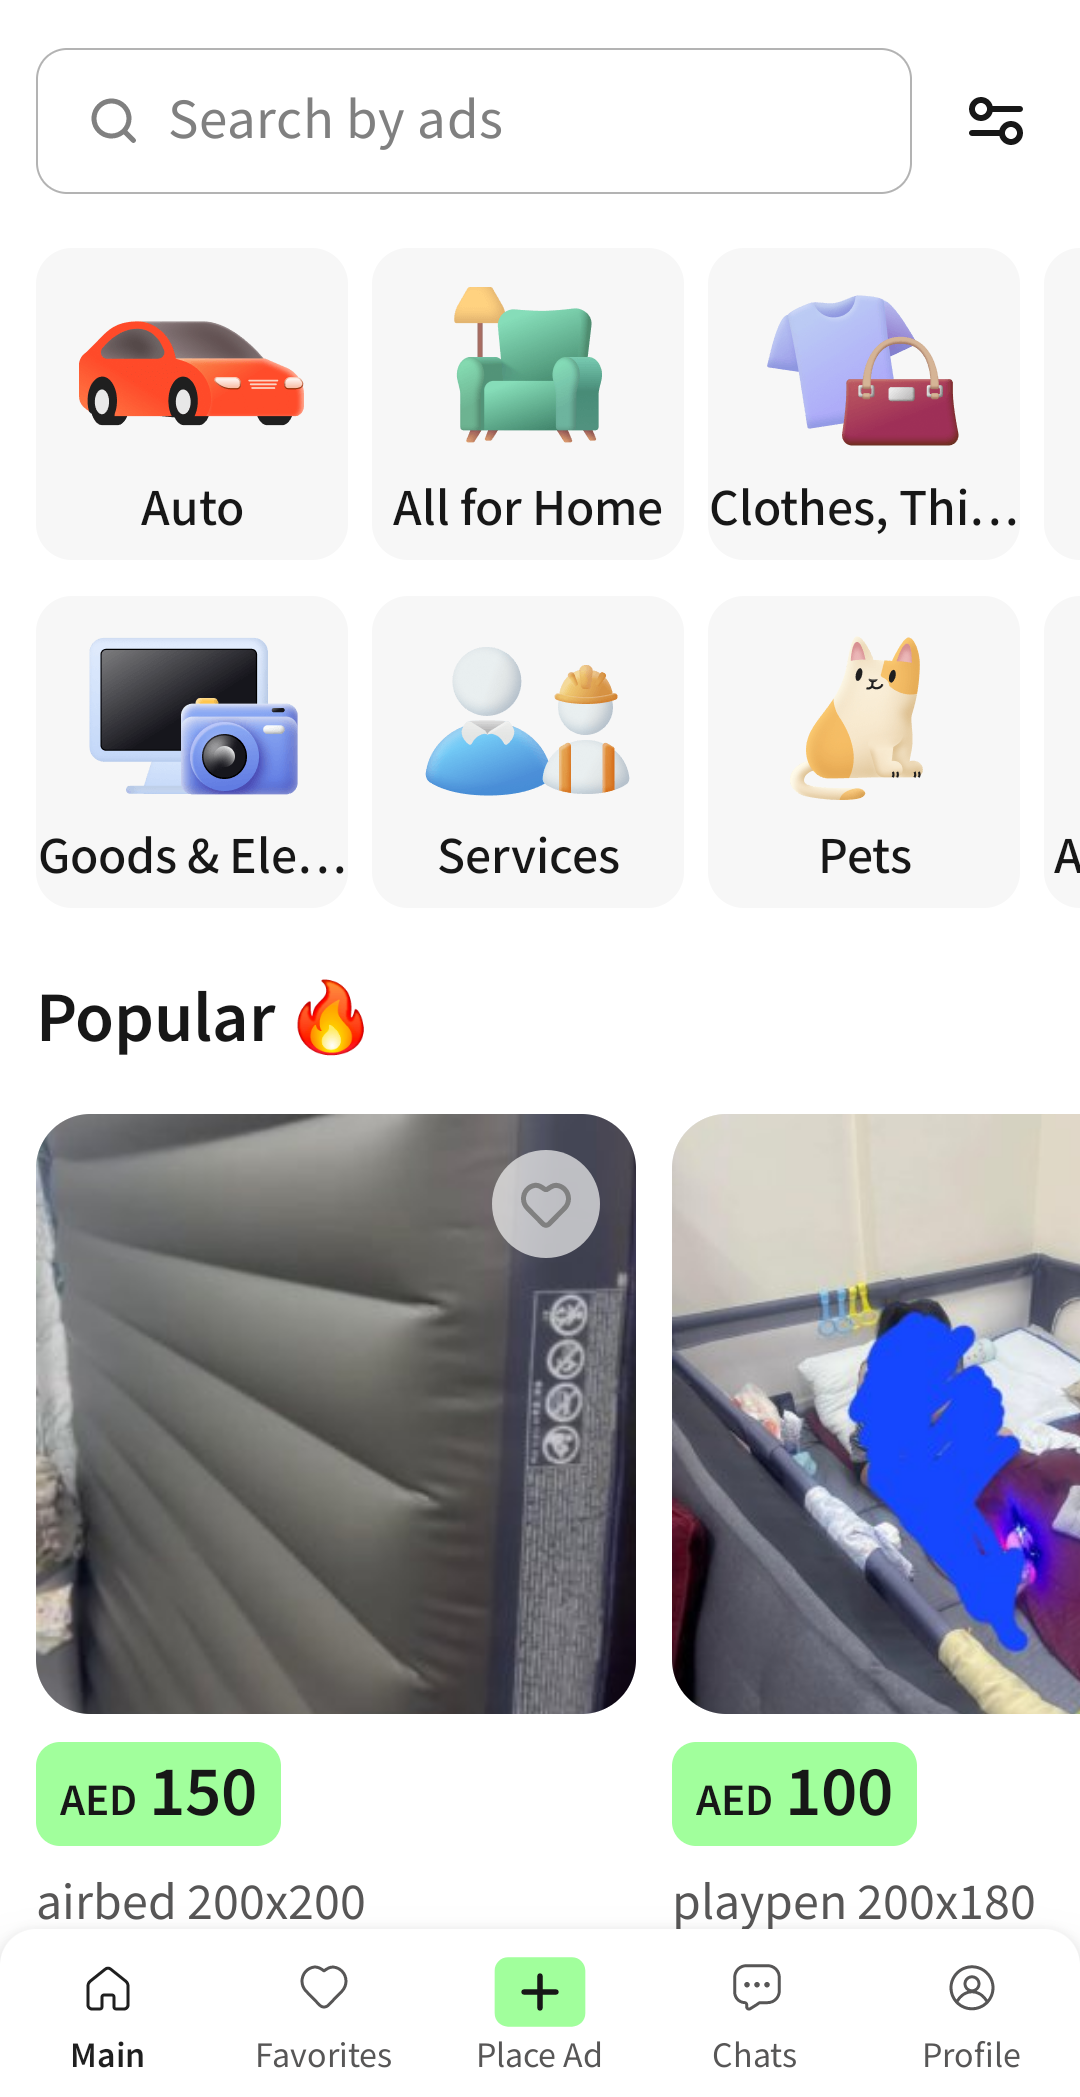 Search by ads
Auto
All for Home
Clothes, Thi...
Goods & Ele...
Services
Pets
A
Popular 🔥
AED 150
AED 100
airbed 200x200
playpen 200x180
Main
Favorites
Place Ad
Chats
Profile